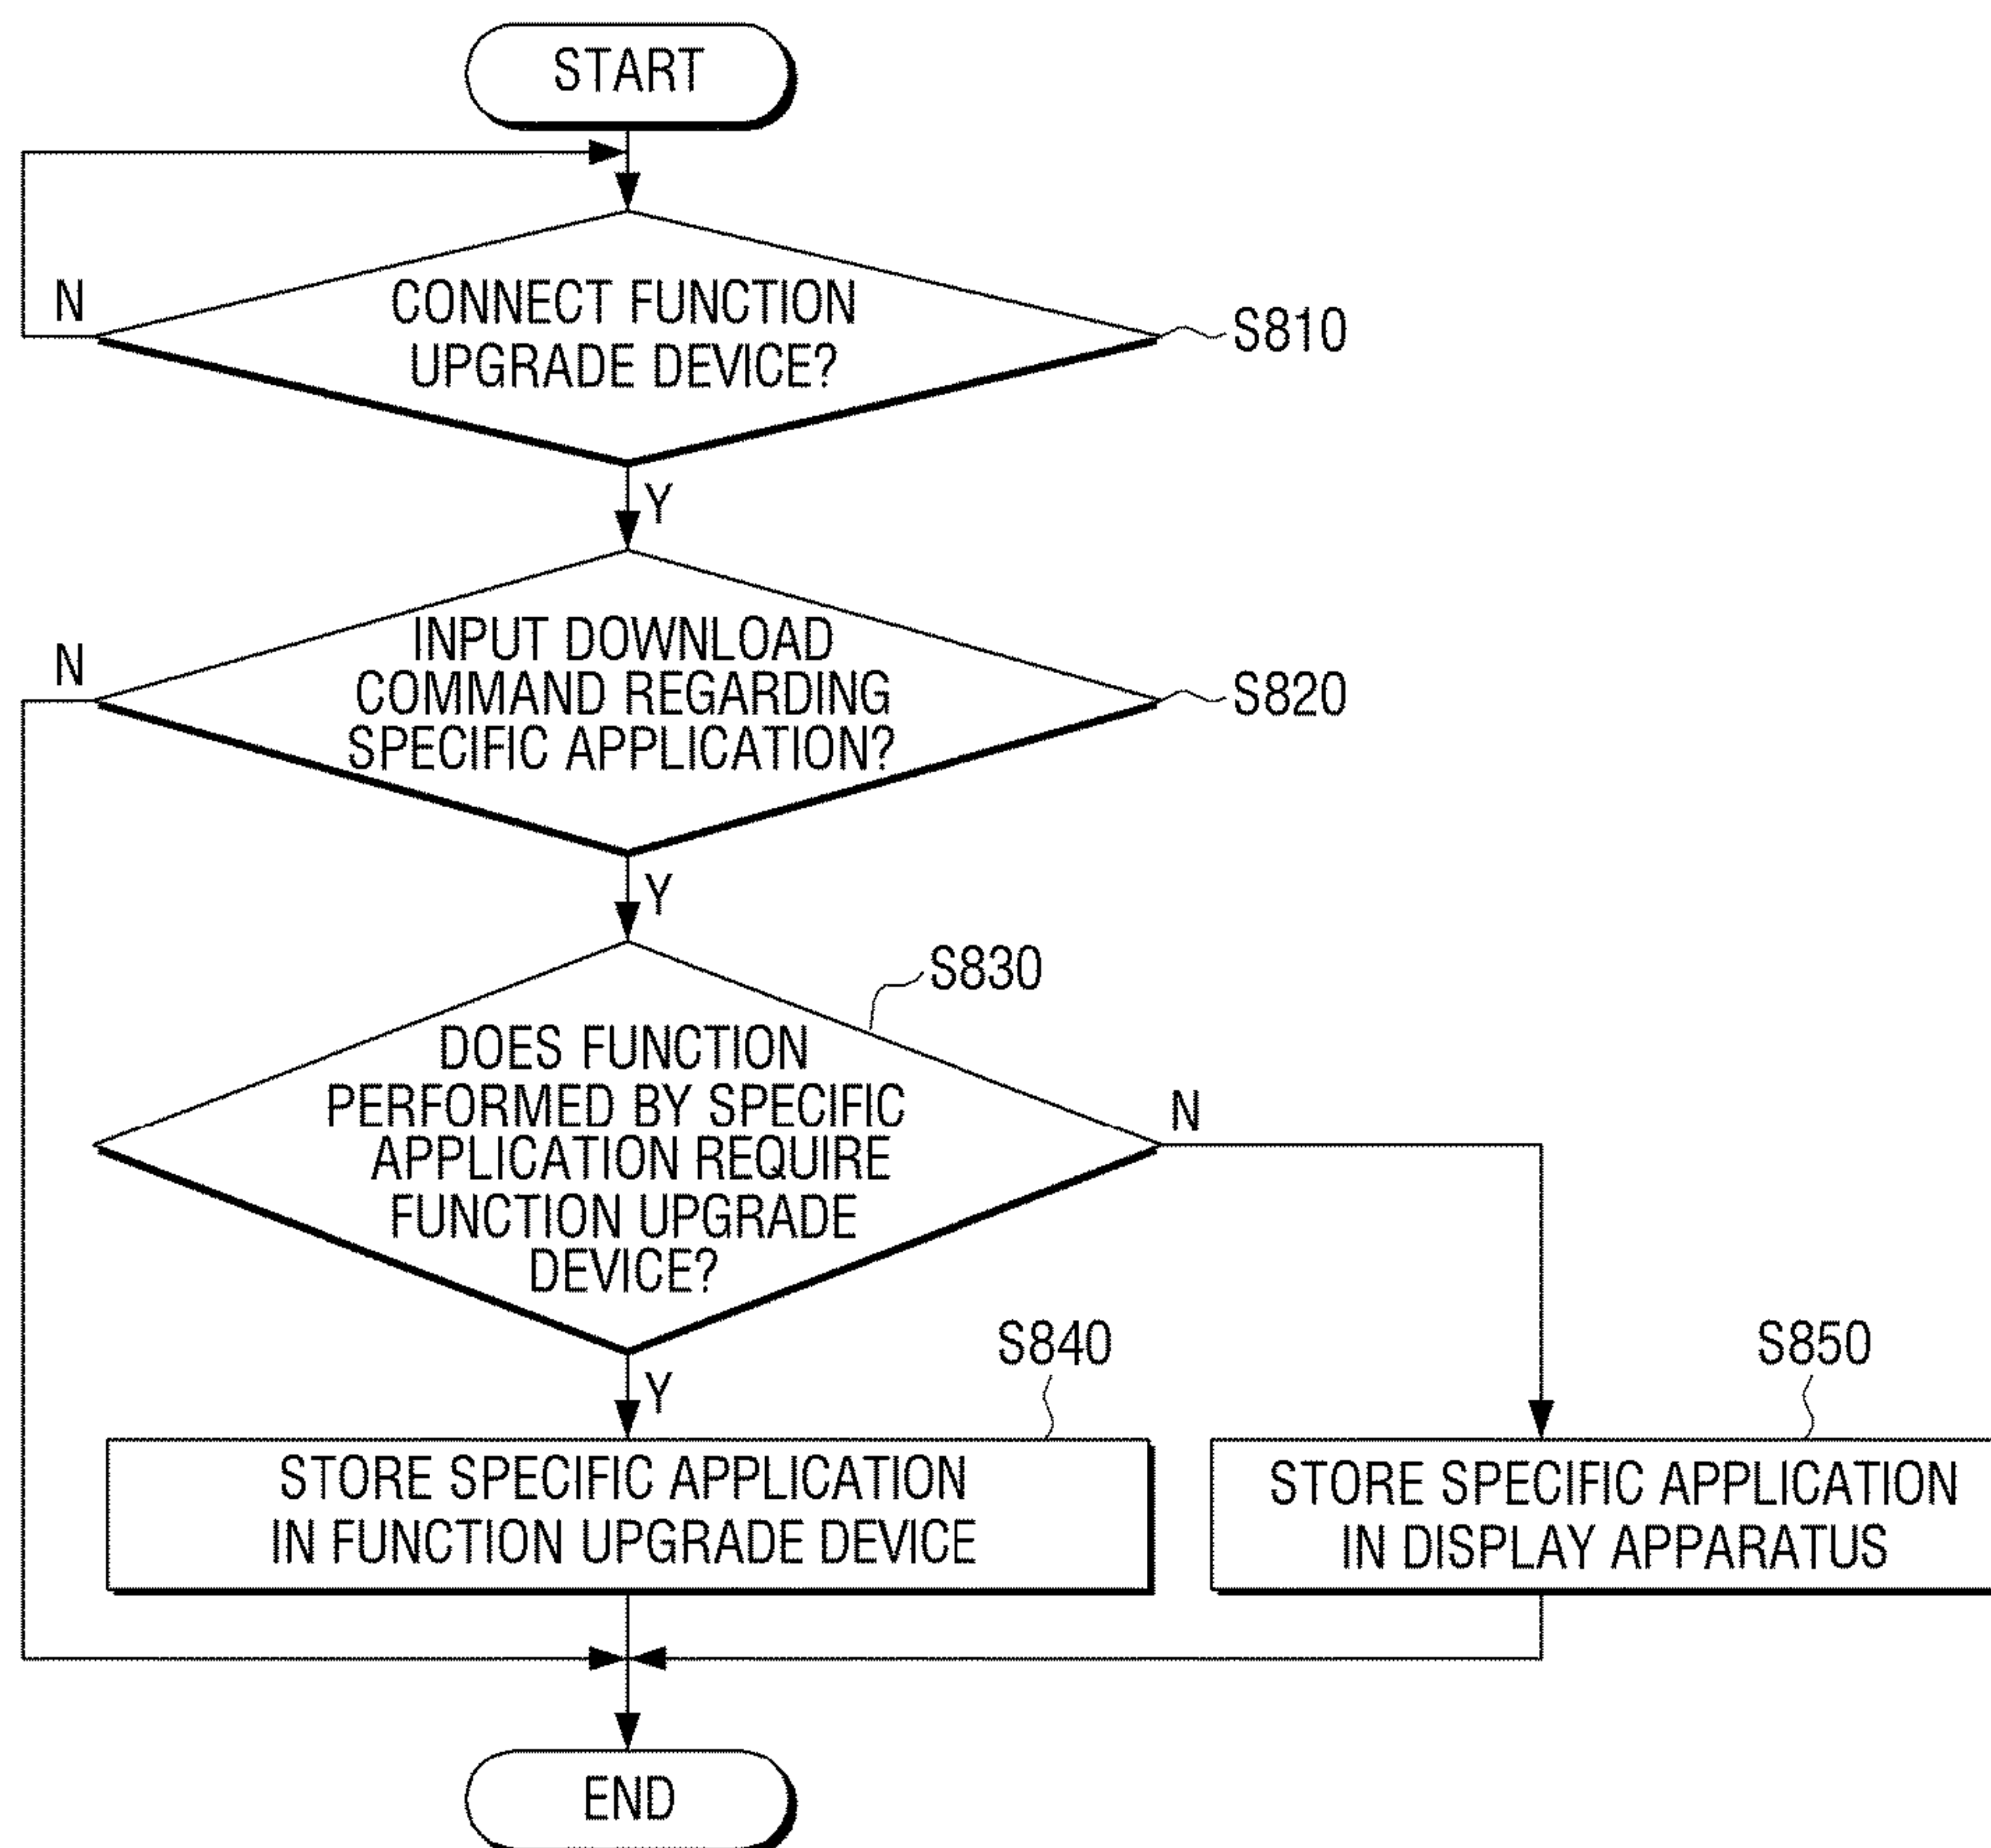 START
N
CONNECT FUNCTION
UPGRADE DEVICE?
S810
Y
N
INPUT DOWNLOAD
COMMAND REGARDING
SPECIFIC APPLICATION?
S820
Y
S830
DOES FUNCTION
PERFORMED BY SPECIFIC
APPLICATION REQUIRE
FUNCTION UPGRADE
DEVICE?
N
Y
S840
S850
STORE SPECIFIC APPLICATION
IN FUNCTION UPGRADE DEVICE
STORE SPECIFIC APPLICATION
IN DISPLAY APPARATUS
END